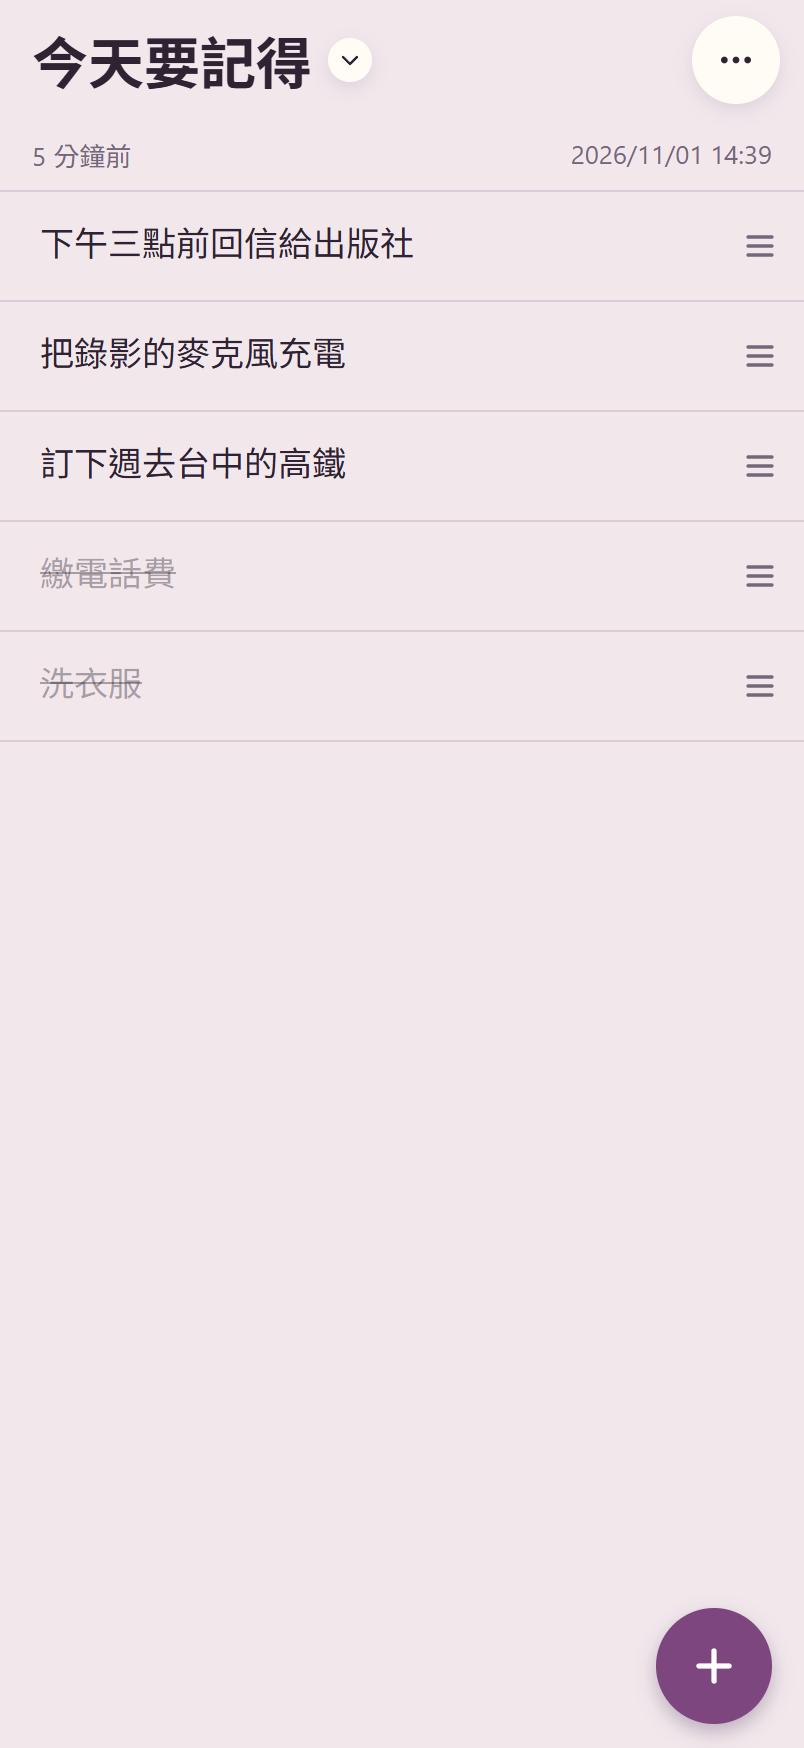 今天要記得
5 分鐘前
2026/11/01 14:39
下午三點前回信給出版社
把錄影的麥克風充電
訂下週去台中的高鐵
繳電話費
洗衣服